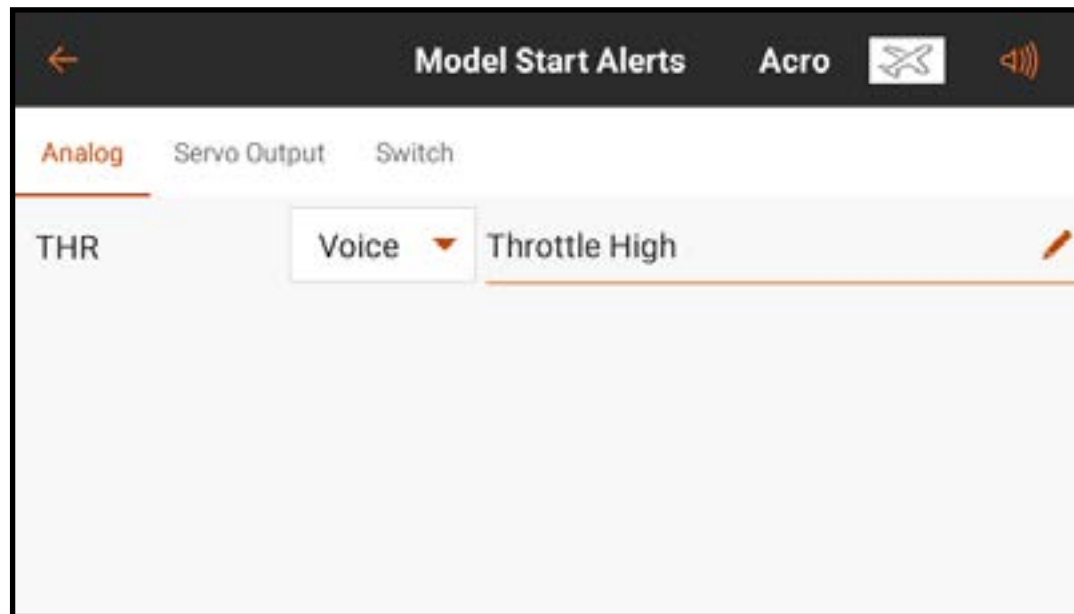 Model Start Alerts Acro
Analog Servo Output Switch
THR Voice Throttle High